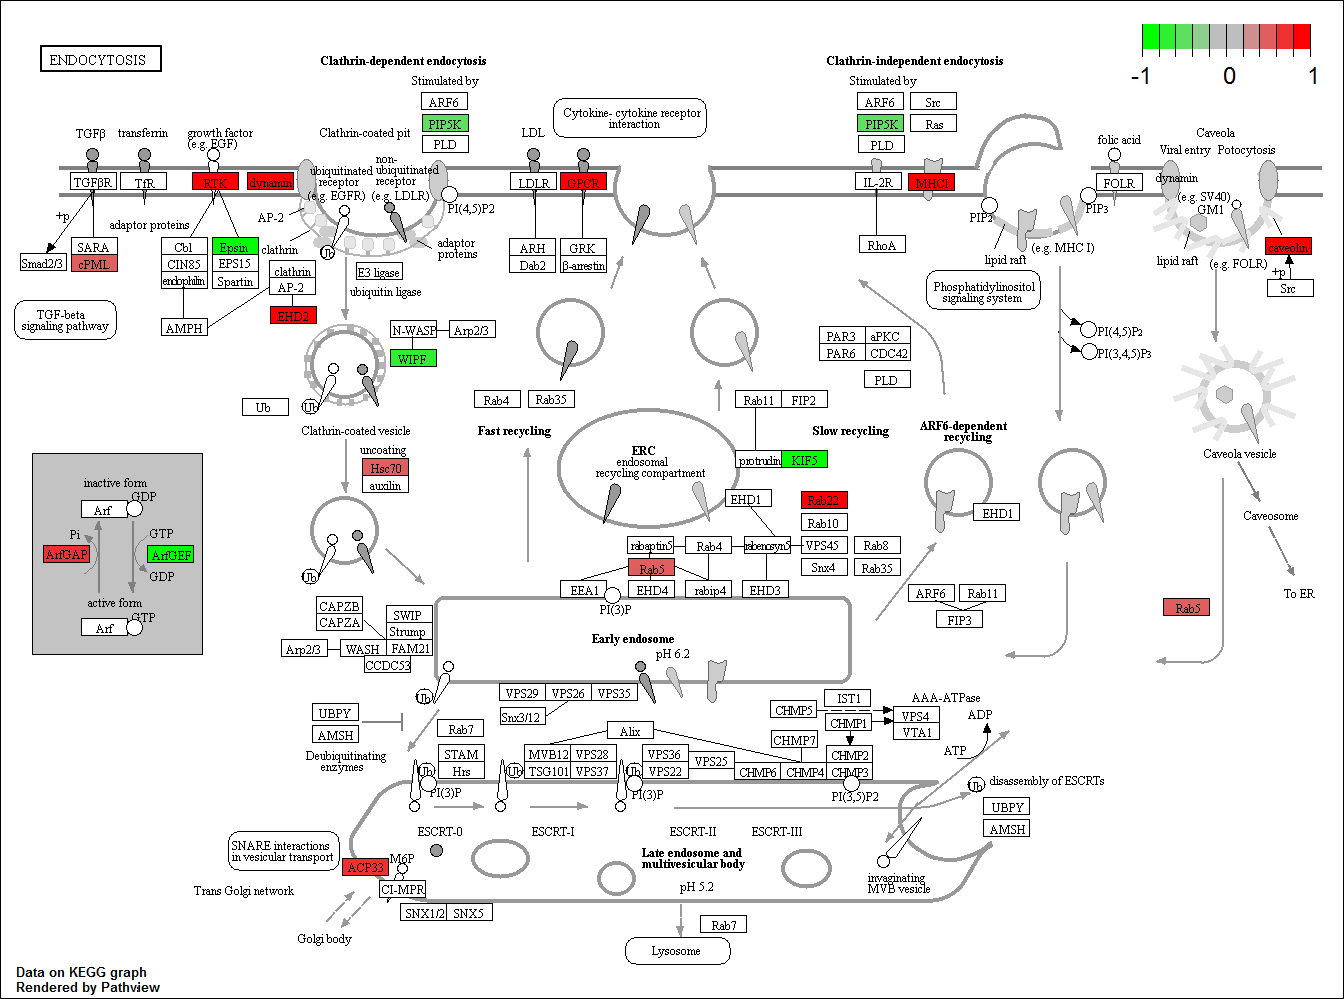 ENDOCYTOSIS
Clathrin-dependent endocytosis
Stimulated by
ARF6
PIP5K
PLD
Clathrin-independent endocytosis
Stimulated by
ARF6
Src
PIP5K
Ras
PLD
-1
0
1
Cytokine- cytokine receptor
interaction
TGFβ
transferrin
growth factor
(e.g. EGF)
Clathrin-coated pit
LDL
folic acid
Caveola
Viral entry
Potocytosis
TGFβR
TfR
RTK
dynamin
ubiquitinated
receptor
(e.g. EGFR)
non-
ubiquitinated
receptor
(e.g. LDLR)
PI(4,5)P2
LDLR
GPCR
IL-2R
MHCI
FOLR
dynamin
(e.g. SV40)
GM1
PIP2
PIP3
+p
adaptor proteins
AP-2
clathrin
Ub
adaptor
proteins
Smad2/3
SARA
cPML
Cbl
CIN85
endophilin
Epsin
EPS15
Spartin
ARH
Dab2
GRK
β-arrestin
RhoA
(e.g. MHC I)
lipid raft
lipid raft
(e.g. FOLR)
caveolin
+p
Src
clathrin
AP-2
EHD2
E3 ligase
ubiquitin ligase
Phosphatidylinositol
signaling system
TGF-beta
signaling pathway
AMPH
N-WASP
Arp2/3
WIPF
PAR3
aPKC
PAR6
CDC42
PLD
PI(4,5)P2
PI(3,4,5)P3
Ub
Ub
Rab4
Rab35
Rab11
FIP2
Clathrin-coated vesicle
Fast recycling
Slow recycling
ARF6-dependent
recycling
uncoating
Hsc70
auxilin
ERC
endosomal
recycling compartment
protrudin
KIF5
Caveola vesicle
inactive form
GDP
Arf
Pi
GTP
ArfGAP
ArfGEF
GDP
active form
GTP
Arf
EHD1
Rab22
Rab10
EHD1
Caveosome
rabaptin5
Rab4
rabenosyn5
VPS45
Rab8
Rab5
Snx4
Rab35
Ub
EEA1
EHD4
rabip4
EHD3
PI(3)P
ARF6
Rab11
FIP3
To ER
Rab5
CAPZB
CAPZA
SWIP
Strump
Arp2/3
WASH
FAM21
CCDC53
Early endosome
pH 6.2
Ub
VPS29
VPS26
VPS35
Snx3/12
IST1
AAA-ATPase
CHMP5
VPS4
VTA1
ADP
CHMP1
UBPY
AMSH
Deubiquitinating
enzymes
Rab7
Alix
CHMP7
CHMP2
ATP
STAM
Hrs
MVB12
VPS28
TSG101
VPS37
VPS36
VPS22
VPS25
CHMP6
CHMP4
CHMP3
Ub
Ub
Ub
Ub
disassembly of ESCRTs
PI(3)P
PI(3)P
PI(3,5)P2
UBPY
AMSH
ESCRT-0
ESCRT-I
ESCRT-II
ESCRT-III
SNARE interactions
in vesicular transport
ACP33
M6P
CI-MPR
Late endosome and
multivesicular body
pH 5.2
invaginating
MVB vesicle
Trans Golgi network
SNX1/2
SNX5
Golgi body
Rab7
Lysosome
Data on KEGG graph
Rendered by Pathview